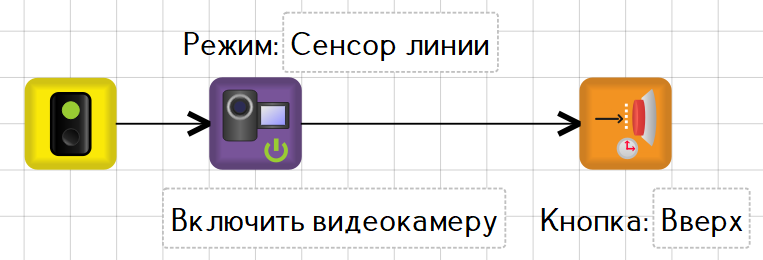 Режим: Сенсор линии
Включить видеокамеру
Кнопка: Вверх